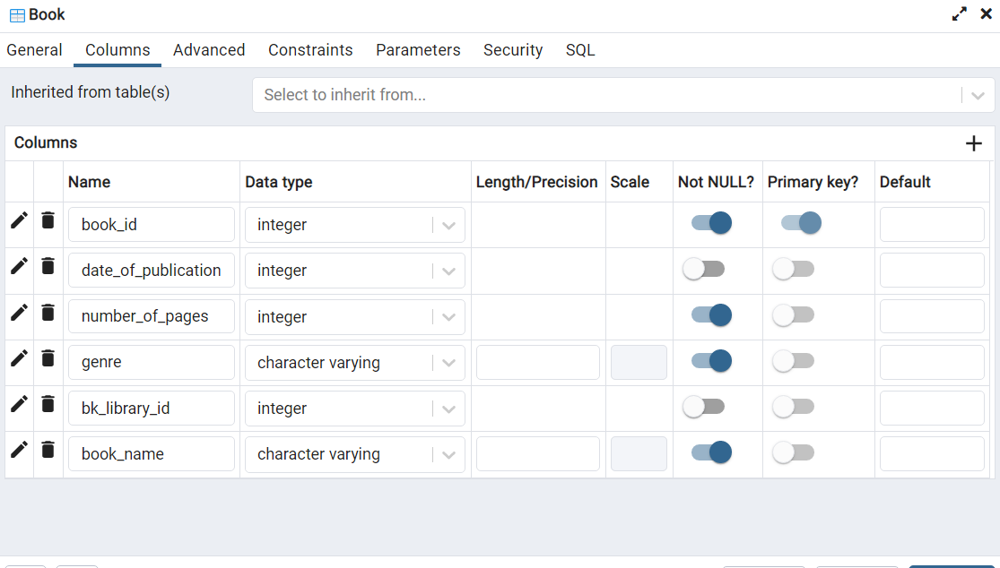 Book
General Columns Advanced Constraints Parameters Security SQL
Inherited from table(s) Select to inherit from...
Columns
Name Data type Length/Precision Scale Not NULL? Primary key? Default
book_id integer
date_of_publication integer
number_of_pages integer
genre character varying
bk_library_id integer
book_name character varying